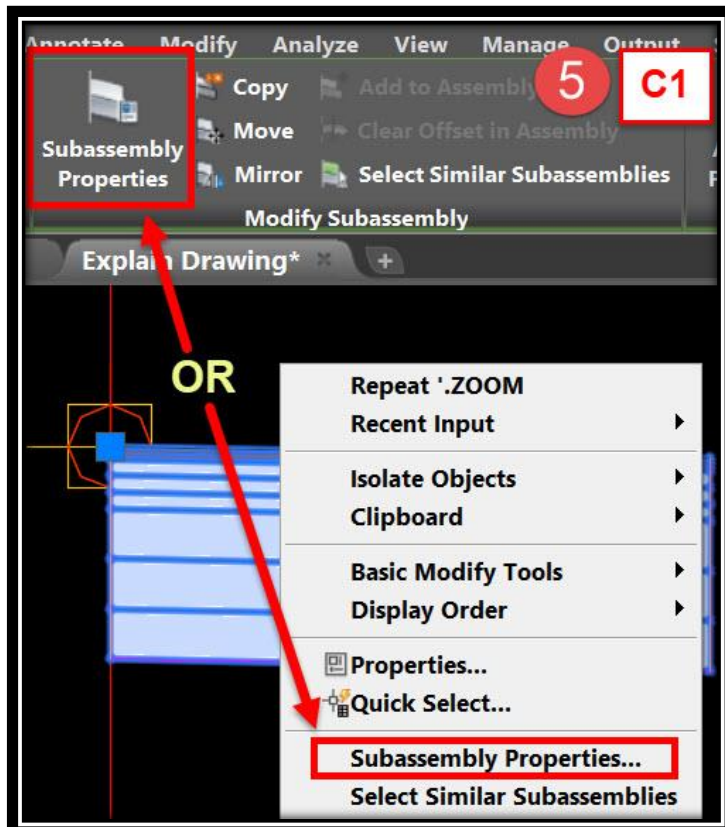 Annotate Modify Analyze View Manage Output
Subassembly
Properties
Copy Add to Assembly
Move Clear Offset in Assembly
Mirror Select Similar Subassemblies
5
C1
Modify Subassembly
Explain Drawing*
OR
Repeat '.ZOOM
Recent Input
Isolate Objects
Clipboard
Basic Modify Tools
Display Order
Properties...
Quick Select...
Subassembly Properties...
Select Similar Subassemblies